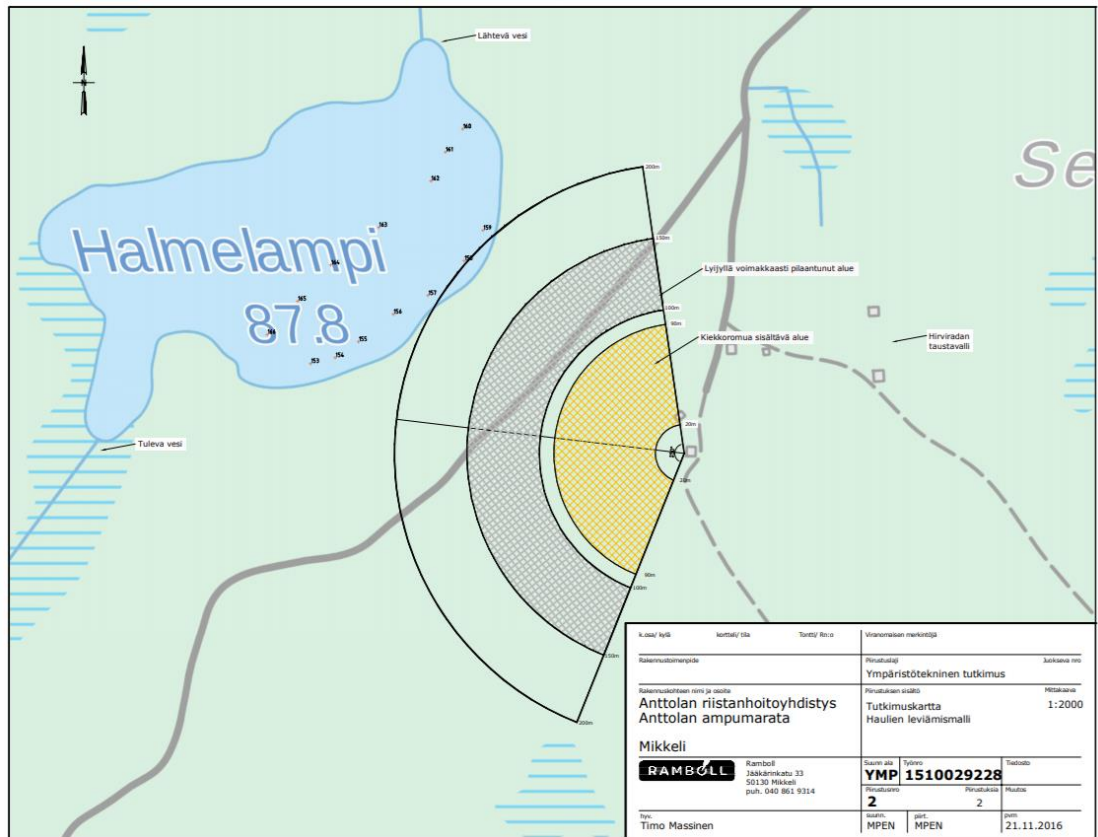 Lähtevä vesi
N
160
161
162
163
159
Halmelampi
87.8
164
158
157
165
156
166
155
154
153
Tuleva vesi
Se
200m
150m
Lyijyllä voimakkaasti pilaantunut alue
100m
90m
Kiekkoromua sisältävä alue
Hirviradan
taustavalli
20m
20m
90m
100m
150m
200m
k.osa/ kylä kortteli/ tila Tontti/ Rn:o Viranomaisen merkintöjä
Rakennustoimenpide Piirustuslaji Juokseva nro
Ympäristötekninen tutkimus
Rakennuskohteen nimi ja osoite Piirustuksen sisältö Mittakaava
Anttolan riistanhoitoyhdistys Tutkimuskartta 1:2000
Anttolan ampumarata Haulien leviämismalli
Mikkeli
RAMBOLL Ramboll
Jääkärinkatu 33
50130 Mikkeli
puh. 040 861 9314
Suunn ala Työnro Tiedosto
YMP 1510029228
Piirustusnro Piirustuksia Muutos
2 2
hyv. suunn. piirt. pvm
Timo Massinen MPEN MPEN 21.11.2016